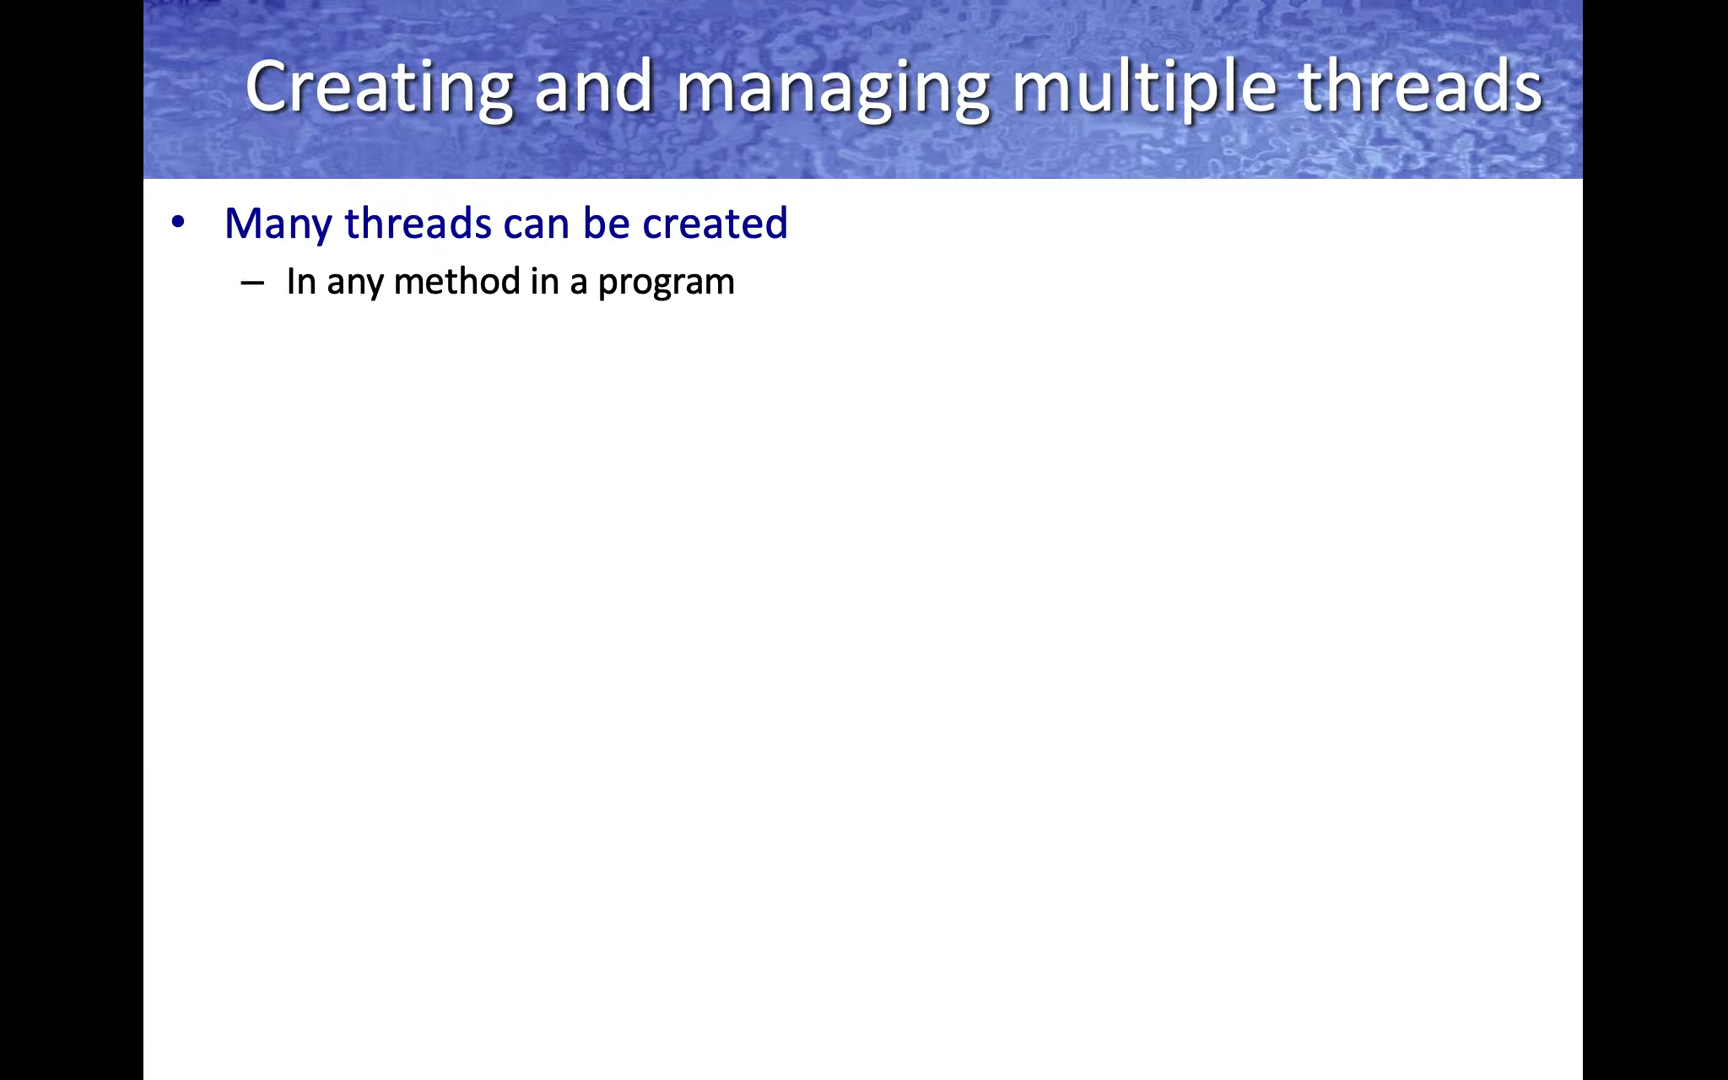 Creating and managing multiple threads
• Many threads can be created
– In any method in a program